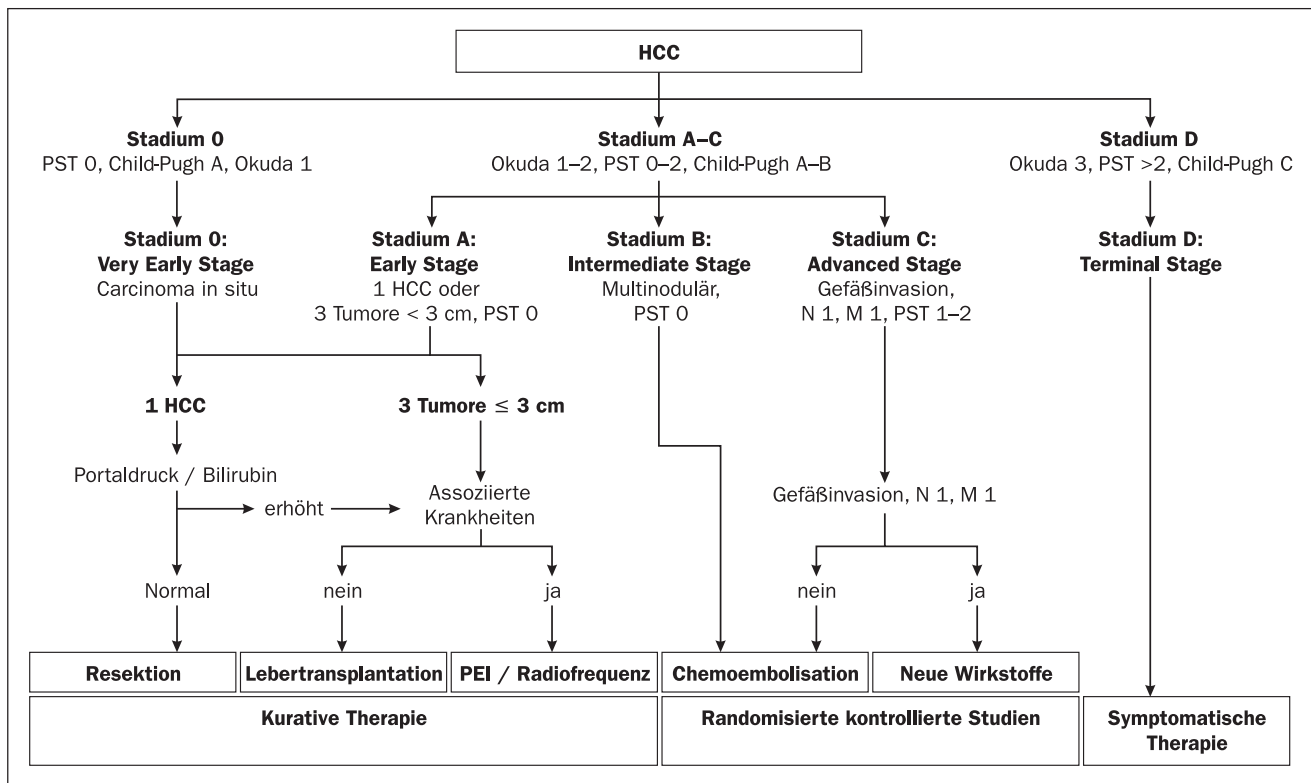 HCC
Stadium 0
PST 0, Child-Pugh A, Okuda 1
Stadium A–C
Okuda 1–2, PST 0–2, Child-Pugh A–B
Stadium D
Okuda 3, PST >2, Child-Pugh C
Stadium 0:
Very Early Stage
Carcinoma in situ
Stadium A:
Early Stage
1 HCC oder
3 Tumore < 3 cm, PST 0
Stadium B:
Intermediate Stage
Multinodulär,
PST 0
Stadium C:
Advanced Stage
Gefäßinvasion,
N 1, M 1, PST 1–2
Stadium D:
Terminal Stage
1 HCC
3 Tumore ≤ 3 cm
Portaldruck / Bilirubin
erhöht
Assoziierte
Krankheiten
Gefäßinvasion, N 1, M 1
Normal
nein
ja
nein
ja
Resektion
Lebertransplantation
PEI / Radiofrequenz
Chemoembolisation
Neue Wirkstoffe
Kurative Therapie
Randomisierte kontrollierte Studien
Symptomatische
Therapie